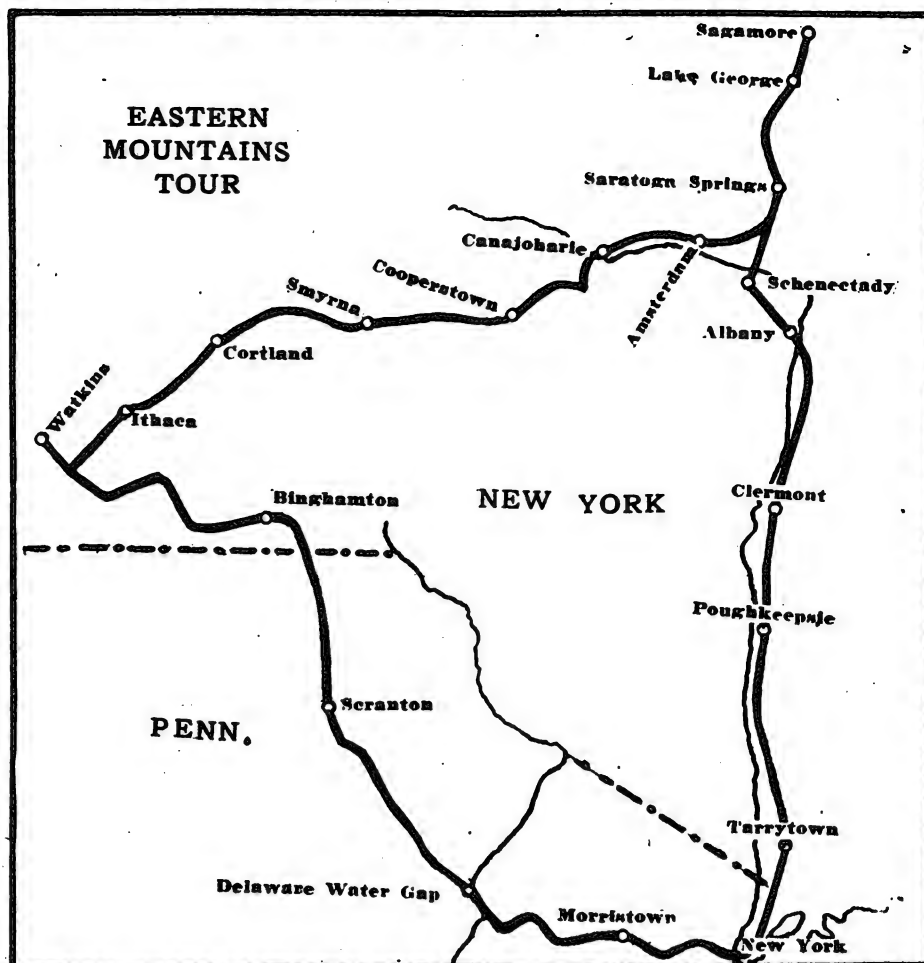 Sagamore
Lake George
EASTERN
MOUNTAINS
TOUR
Saratogn Springs
Canajoharie
Amsterdam
Schenectady
Smyrna
Cooperstown
Albany
Cortland
Watkins
Ithaca
Binghamton
NEW YORK
Clermont
Poughkeepsie
Scranton
PENN.
Tarrytown
Delaware Water Gap
Morristown
New York